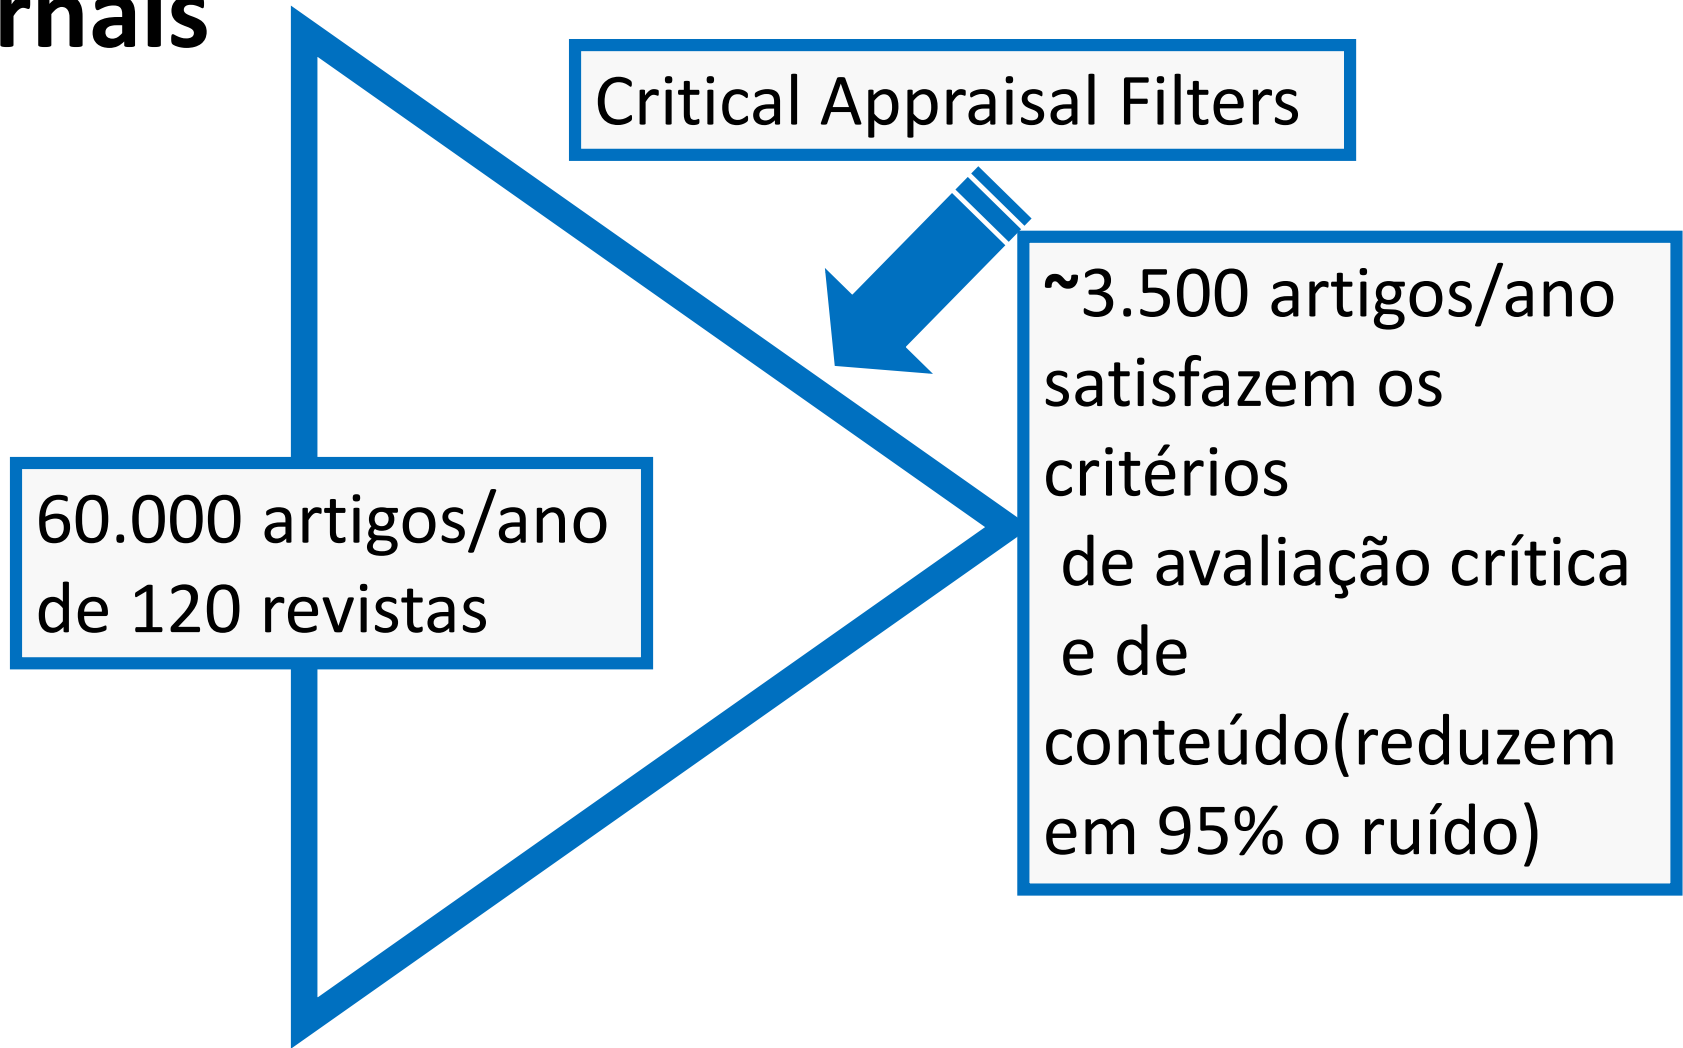 rnais
Critical Appraisal Filters
60.000 artigos/ano
de 120 revistas
~3.500 artigos/ano
satisfazem os
critérios
de avaliação crítica
e de
conteúdo(reduzem
em 95% o ruído)